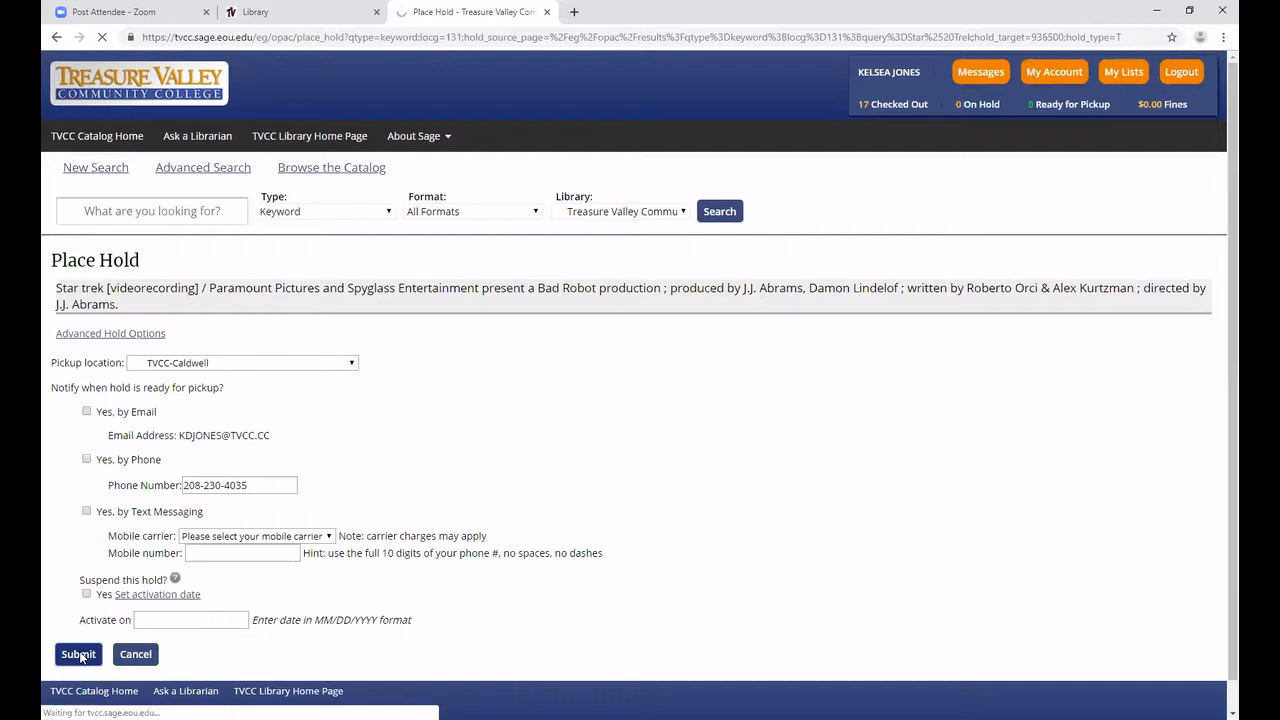 Post Attendee - Zoom
Library
Place Hold - Treasure Valley Com
https://tvcc.sage.eou.edu/eg/opac/place_hold?qtype=keyword;locg=131;hold_source_page=%2Feg%2Fopac%2Fresults%3Fqtype%3Dkeyword%3Blocg%3D131%3Bquery%3DStar%2520Trek;hold_target=936500;hold_type=T
TREASURE VALLEY
COMMUNITY COLLEGE
KELSEA JONES Messages My Account My Lists Logout
17 Checked Out 0 On Hold 0 Ready for Pickup $0.00 Fines
TVCC Catalog Home Ask a Librarian TVCC Library Home Page About Sage
New Search Advanced Search Browse the Catalog
Type: Format: Library:
What are you looking for? Keyword All Formats Treasure Valley Commu Search
Place Hold
Star trek [videorecording] / Paramount Pictures and Spyglass Entertainment present a Bad Robot production ; produced by J.J. Abrams, Damon Lindelof ; written by Roberto Orci & Alex Kurtzman ; directed by
J.J. Abrams.
Advanced Hold Options
Pickup location: TVCC-Caldwell
Notify when hold is ready for pickup?
Yes, by Email
Email Address: KDJONES@TVCC.CC
Yes, by Phone
Phone Number: 208-230-4035
Yes, by Text Messaging
Mobile carrier: Please select your mobile carrier Note: carrier charges may apply
Mobile number: Hint: use the full 10 digits of your phone #, no spaces, no dashes
Suspend this hold? ?
Yes Set activation date
Activate on Enter date in MM/DD/YYYY format
Submit Cancel
TVCC Catalog Home Ask a Librarian TVCC Library Home Page
Waiting for tvcc.sage.eou.edu...